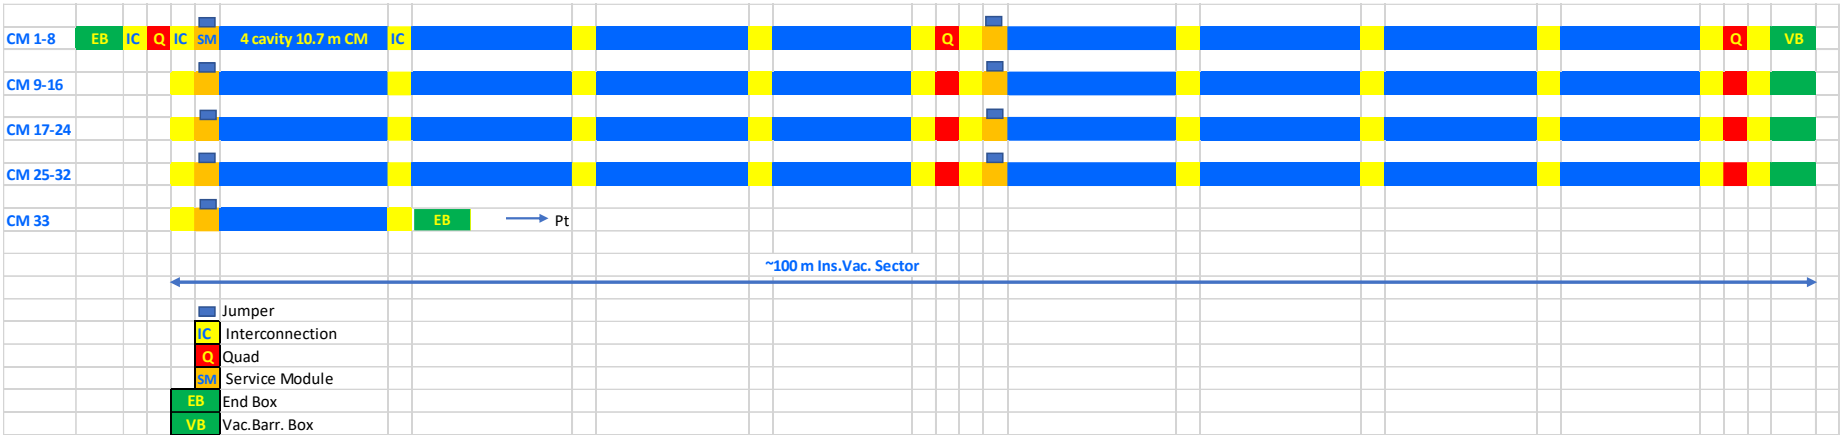 CM 1-8 EB IC Q IC SM 4 cavity 10.7 m CM IC Q Q VB
CM 9-16
CM 17-24
CM 25-32
CM 33 EB Pt
~100 m Ins.Vac. Sector
Jumper
IC Interconnection
Q Quad
SM Service Module
EB End Box
VB Vac.Barr. Box